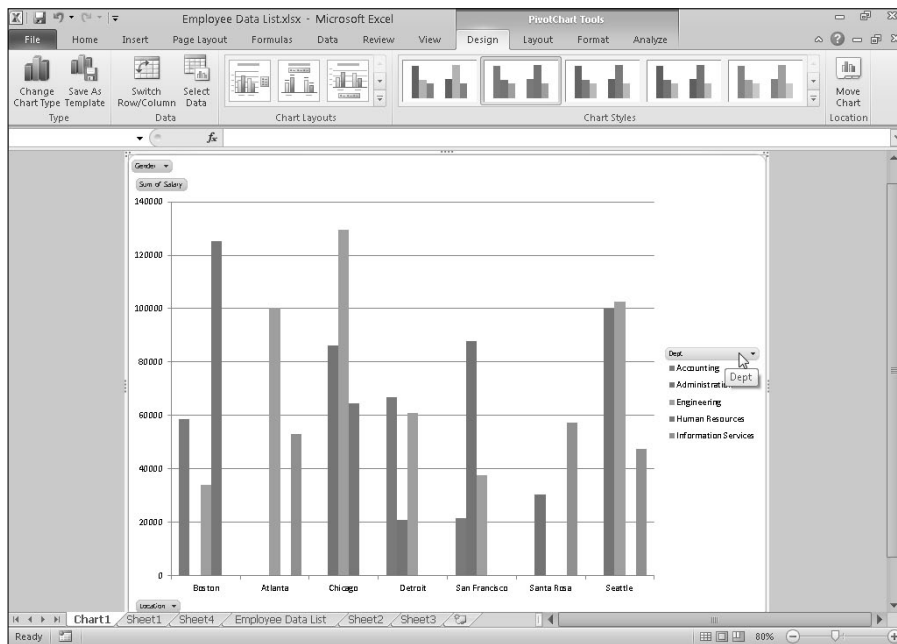 Employee Data List.xlsx - Microsoft Excel
PivotChart Tools
File Home Insert Page Layout Formulas Data Review View Design Layout Format Analyze
Change Chart Type
Save As Template
Switch Row/Column
Select Data
Move Chart
Type Data Chart Layouts Chart Styles Location
fx
Gender
Sum of Salary
140000
120000
100000
80000
60000
40000
20000
0
Dept
Accounting
Dept
Engineering
Human Resources
Information Services
Boston Atlanta Chicago Detroit San Francisco Santa Rosa Seattle
Location
Chart1 Sheet1 Sheet4 Employee Data List Sheet2 Sheet3
Ready 80%